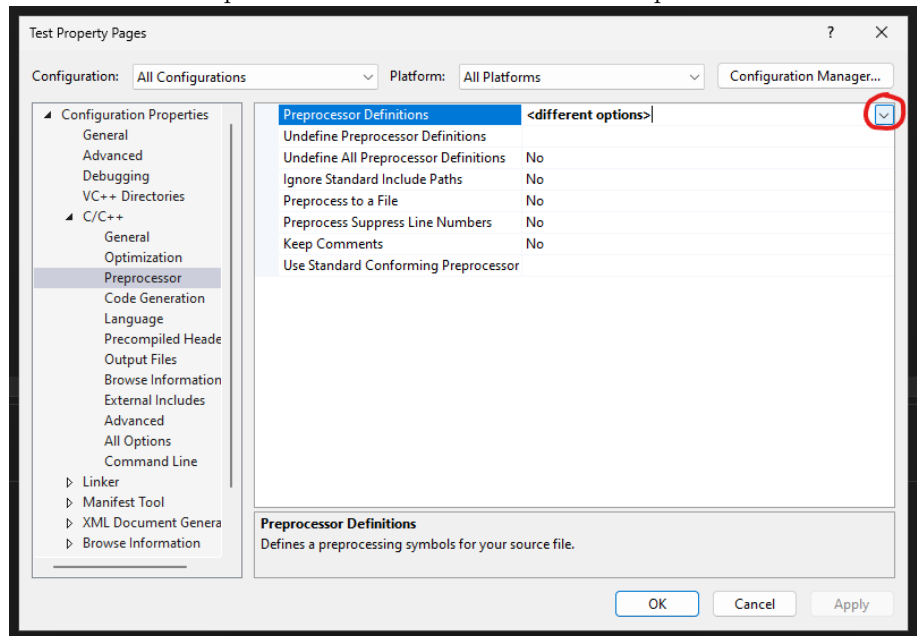 Test Property Pages ? ×
Configuration: All Configurations Platform: All Platforms Configuration Manager...
Configuration Properties
General
Advanced
Debugging
VC++ Directories
C/C++
General
Optimization
Preprocessor
Code Generation
Language
Precompiled Heade
Output Files
Browse Information
External Includes
Advanced
All Options
Command Line
Linker
Manifest Tool
XML Document Genera
Browse Information
Preprocessor Definitions <different options>
Undefine Preprocessor Definitions
Undefine All Preprocessor Definitions No
Ignore Standard Include Paths No
Preprocess to a File No
Preprocess Suppress Line Numbers No
Keep Comments No
Use Standard Conforming Preprocessor
Preprocessor Definitions
Defines a preprocessing symbols for your source file.
OK Cancel Apply